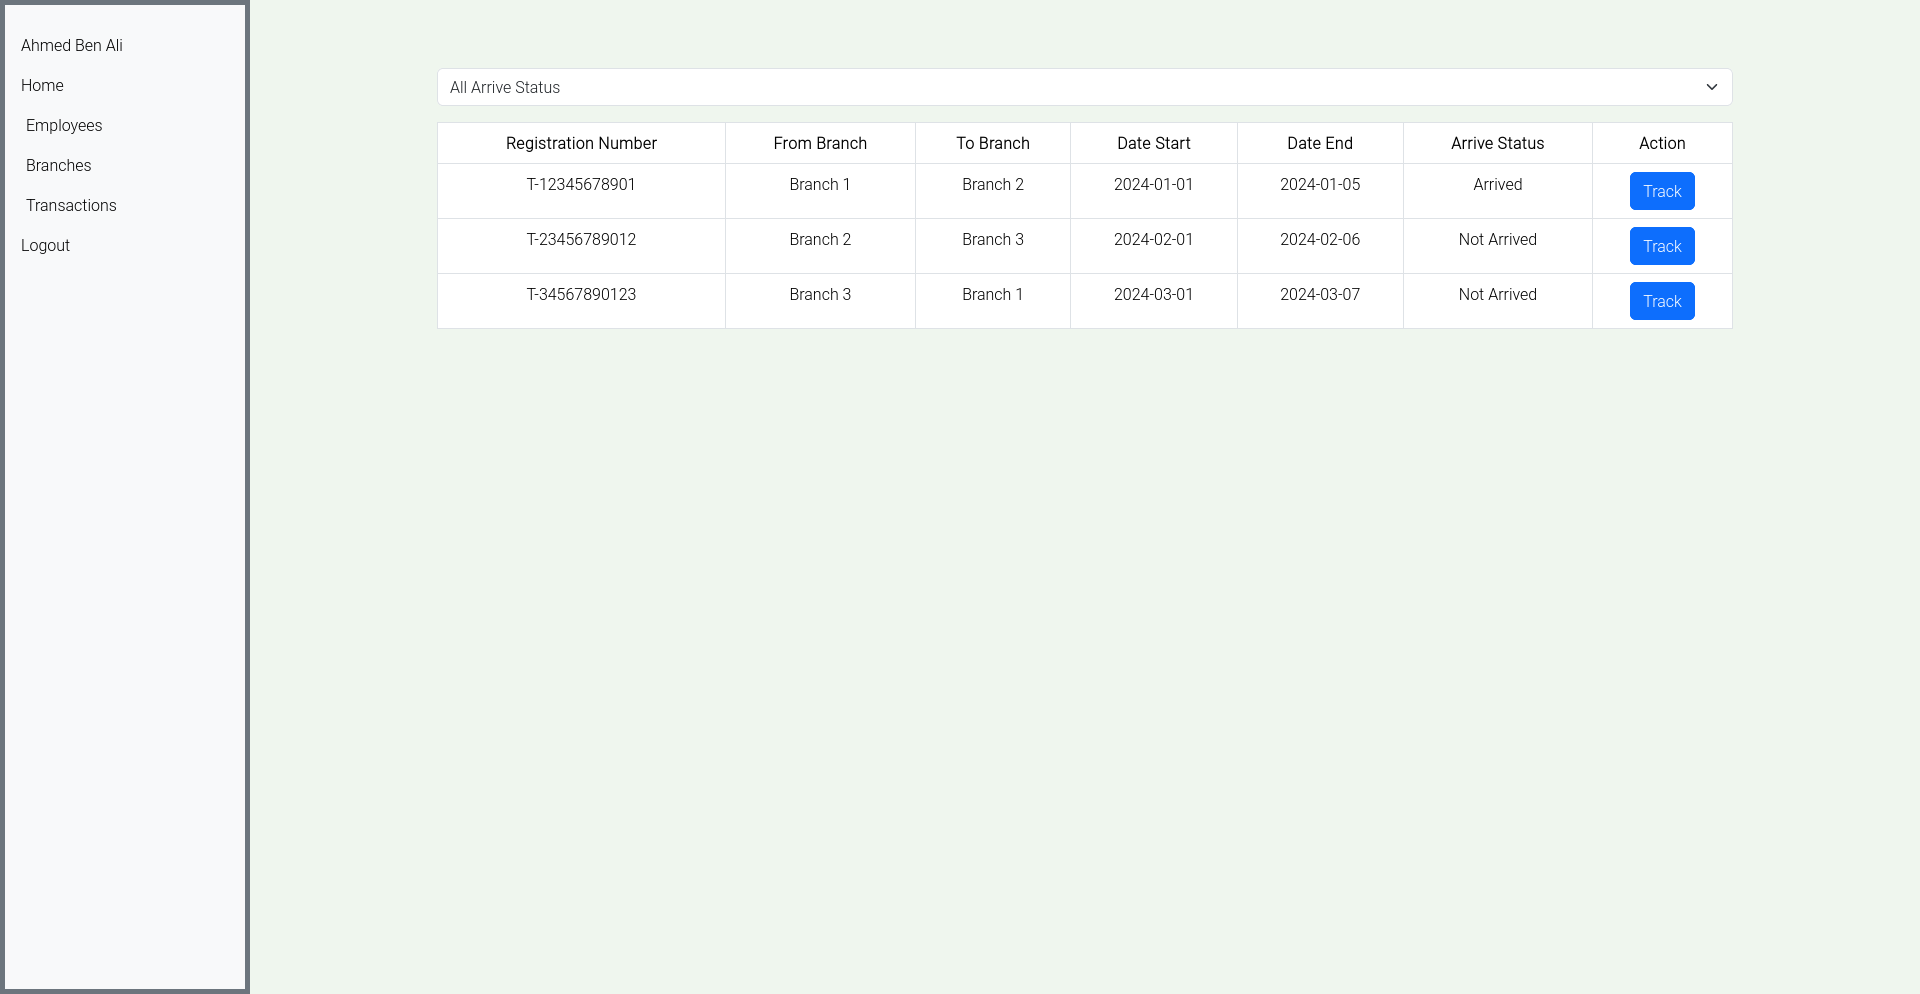 Ahmed Ben Ali
Home
Employees
Branches
Transactions
Logout
All Arrive Status
Registration Number From Branch To Branch Date Start Date End Arrive Status Action
T-12345678901 Branch 1 Branch 2 2024-01-01 2024-01-05 Arrived Track
T-23456789012 Branch 2 Branch 3 2024-02-01 2024-02-06 Not Arrived Track
T-34567890123 Branch 3 Branch 1 2024-03-01 2024-03-07 Not Arrived Track